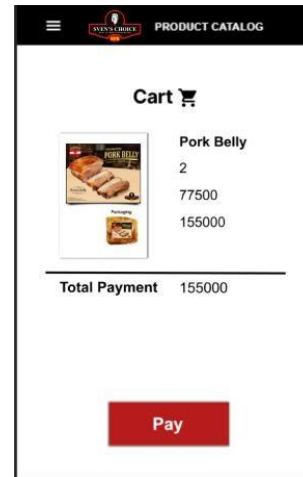 SVEN'S CHOICE
PRODUCT CATALOG
Cart
PORK BELLY
Packaging
Pork Belly
2
77500
155000
Total Payment 155000
Pay